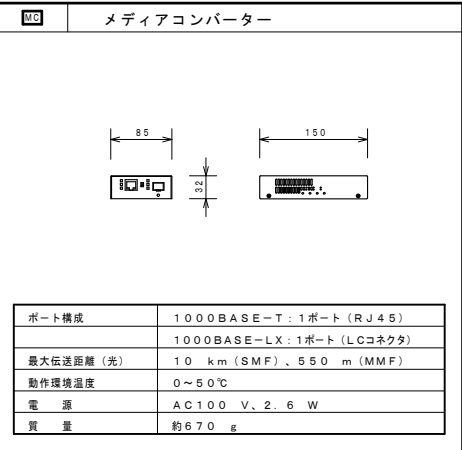 MC メディアコンバーター
85 150
32
ポート構成 1000BASE-T:1ポート(RJ45)
1000BASE-LX:1ポート(LCコネクタ)
最大伝送距離(光) 10 km(SMF)、550 m(MMF)
動作環境温度 0~50℃
電 源 AC100 V、2.6 W
質 量 約670 g